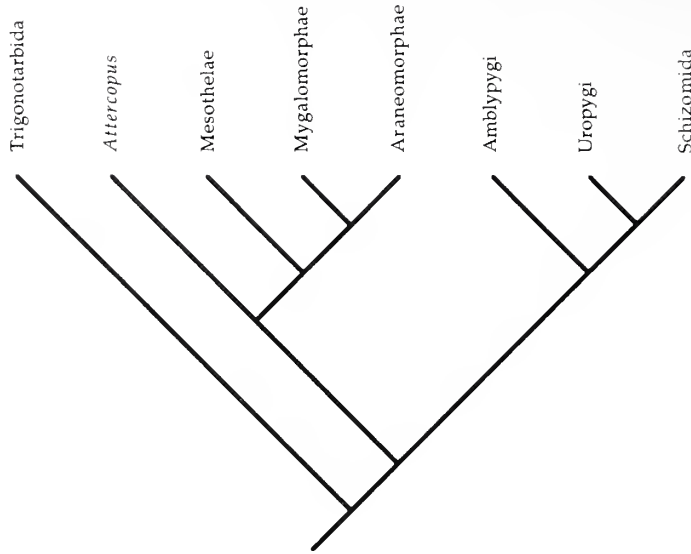 Trigonotarbida
Attercopus
Mesothelae
Mygalomorphae
Araneomorphae
Amblypygi
Uropygi
Schizomida